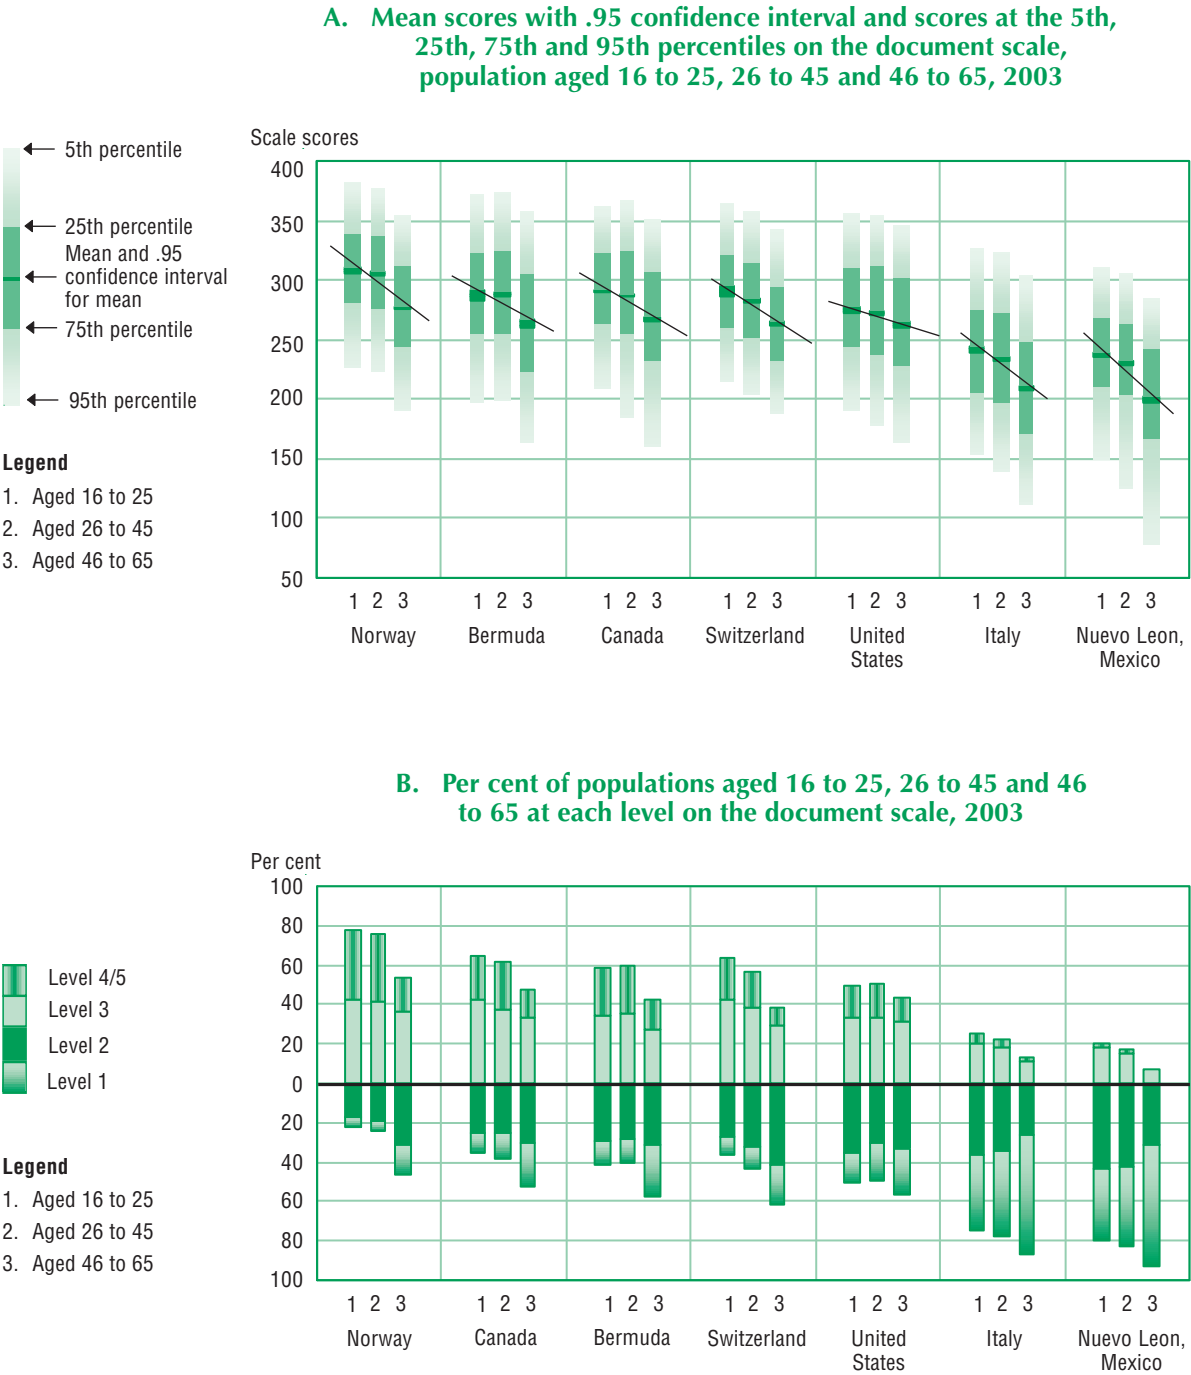 A. Mean scores with .95 confidence interval and scores at the 5th,
25th, 75th and 95th percentiles on the document scale,
population aged 16 to 25, 26 to 45 and 46 to 65, 2003
5th percentile
25th percentile
Mean and .95
confidence interval
for mean
75th percentile
95th percentile
Legend
1. Aged 16 to 25
2. Aged 26 to 45
3. Aged 46 to 65
Scale scores
400
350
300
250
200
150
100
50
1 2 3 1 2 3 1 2 3 1 2 3 1 2 3 1 2 3 1 2 3
Norway Bermuda Canada Switzerland United Italy Nuevo Leon,
States Mexico
B. Per cent of populations aged 16 to 25, 26 to 45 and 46
to 65 at each level on the document scale, 2003
Level 4/5
Level 3
Level 2
Level 1
Legend
1. Aged 16 to 25
2. Aged 26 to 45
3. Aged 46 to 65
Per cent
100
80
60
40
20
0
20
40
60
80
100
1 2 3 1 2 3 1 2 3 1 2 3 1 2 3 1 2 3 1 2 3
Norway Canada Bermuda Switzerland United Italy Nuevo Leon,
States Mexico